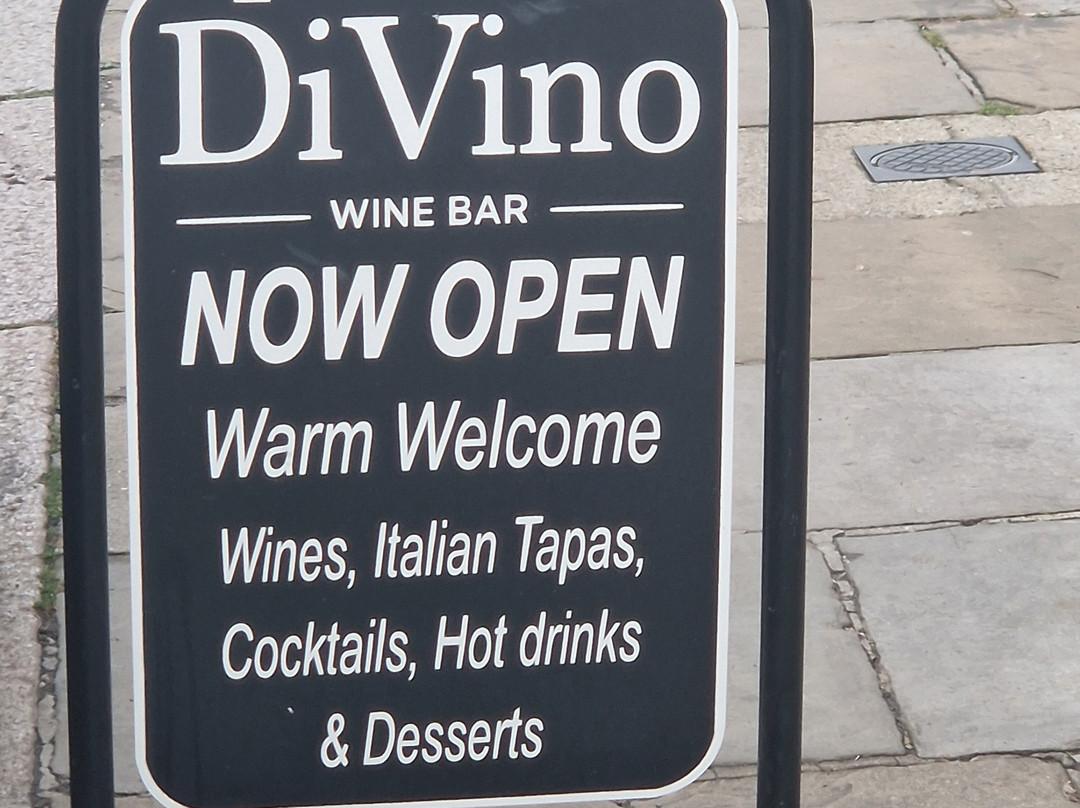 DiVino
WINE BAR
NOW OPEN
Warm Welcome
Wines, Italian Tapas,
Cocktails, Hot drinks
& Desserts